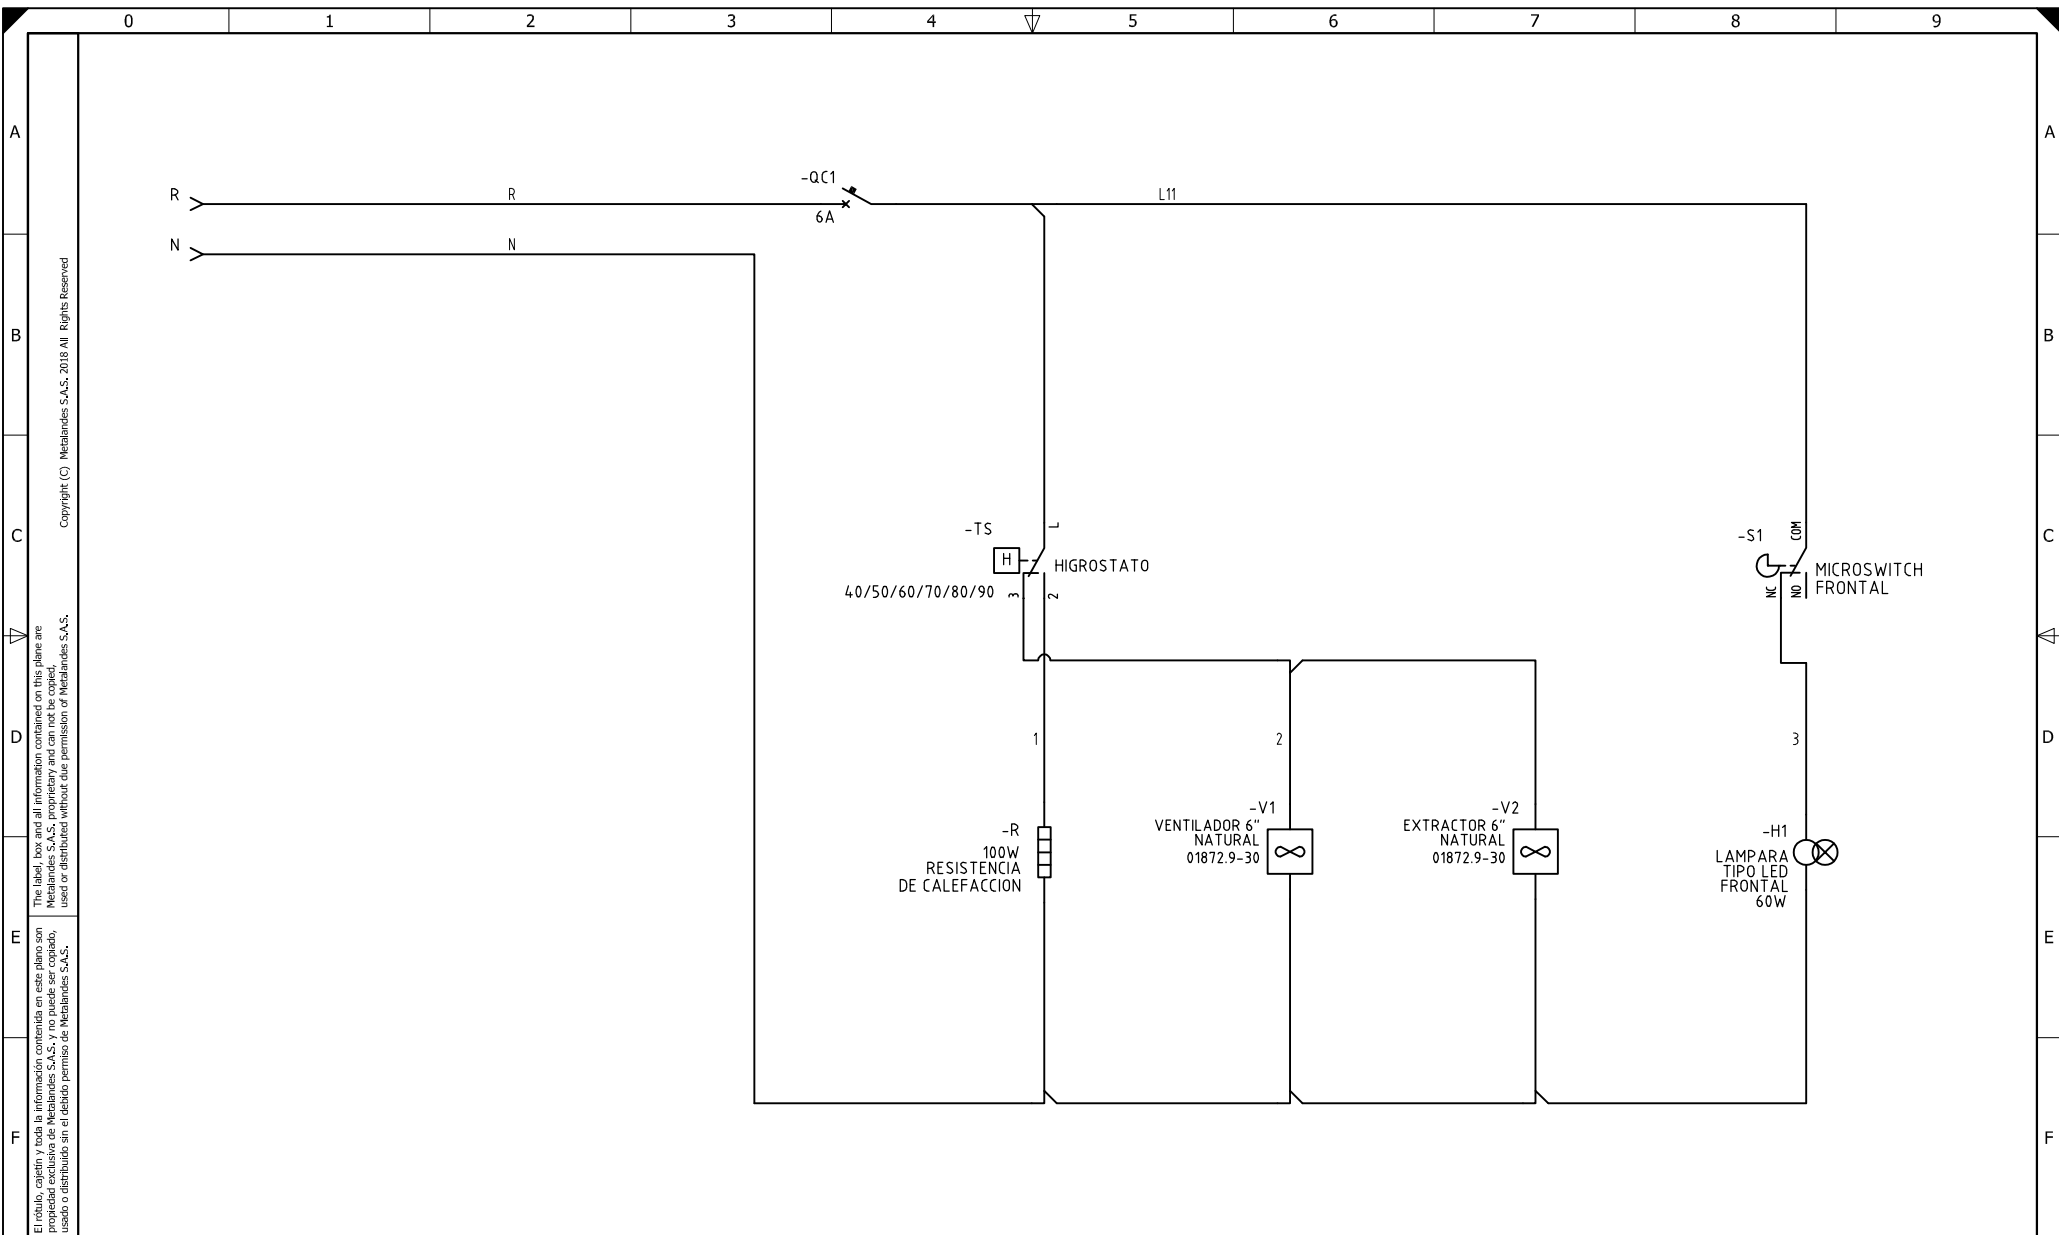 0 1 2 3 4 5 6 7 8 9
A A
B B
C C
D D
E E
F F
R R -QC1 6A L11
N N
-TS
L
H
HIGROSTATO
40/50/60/70/80/90
3 2
-S1
COM
MICROSWITCH
FRONTAL
NC NO
1 2 3
-R
100W
RESISTENCIA
DE CALEFACCION
-V1
VENTILADOR 6"
NATURAL
01872.9-30
-V2
EXTRACTOR 6"
NATURAL
01872.9-30
-H1
LAMPARA
TIPO LED
FRONTAL
60W
Copyright (C) Metalandes S.A.S. 2018 All Rights Reserved
The label, box and all information contained on this plane are
Metalandes S.A.S. proprietary and can not be copied,
used or distributed without due permission of Metalandes S.A.S.
El rótulo, cajetín y toda la información contenida en este plano son
propiedad exclusiva de Metalandes S.A.S. y no puede ser copiado,
usado o distribuido sin el debido permiso de Metalandes S.A.S.